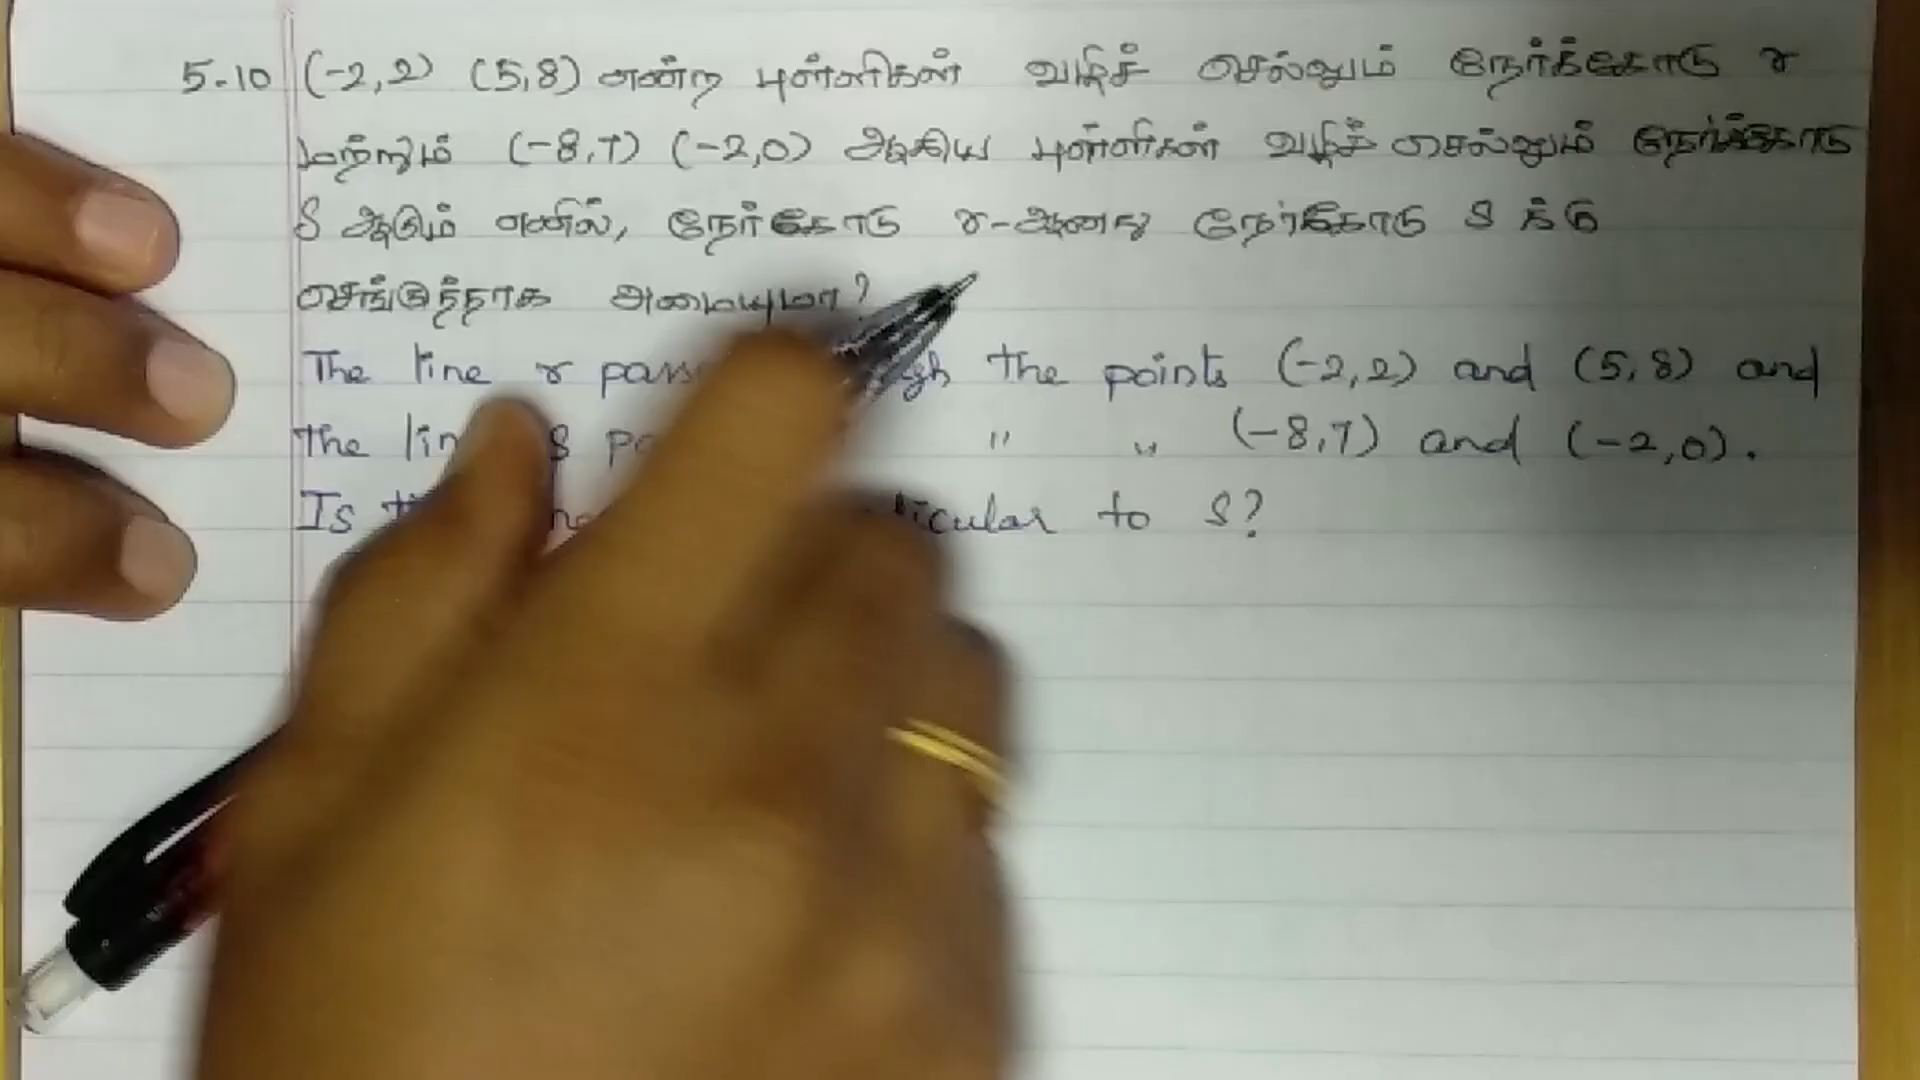 5.10 (-2,2) (5,8) என்ற புள்ளிகள் வழிச் செல்லும் நேர்க்கோடு r
மற்றும் (-8,7) (-2,0) ஆகிய புள்ளிகள் வழிச் செல்லும் நேர்க்கோடு
S ஆகும் எனில், நேர்கோடு r-ஆனது நேர்கோடு S க்கு
செங்குத்தாக அமையுமா?
The line r the points (-2,2) and (5,8) and
the S " " (-8,7) and (-2,0).
Is to S?